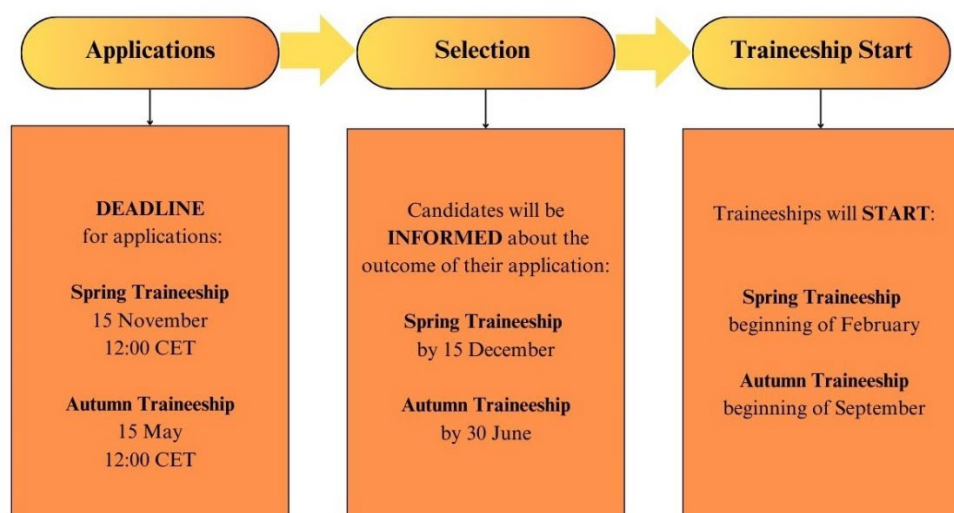 Applications
Selection
Traineeship Start
DEADLINE
for applications:
Spring Traineeship
15 November
12:00 CET
Autumn Traineeship
15 May
12:00 CET
Candidates will be
INFORMED about the
outcome of their application:
Spring Traineeship
by 15 December
Autumn Traineeship
by 30 June
Traineeships will START:
Spring Traineeship
beginning of February
Autumn Traineeship
beginning of September